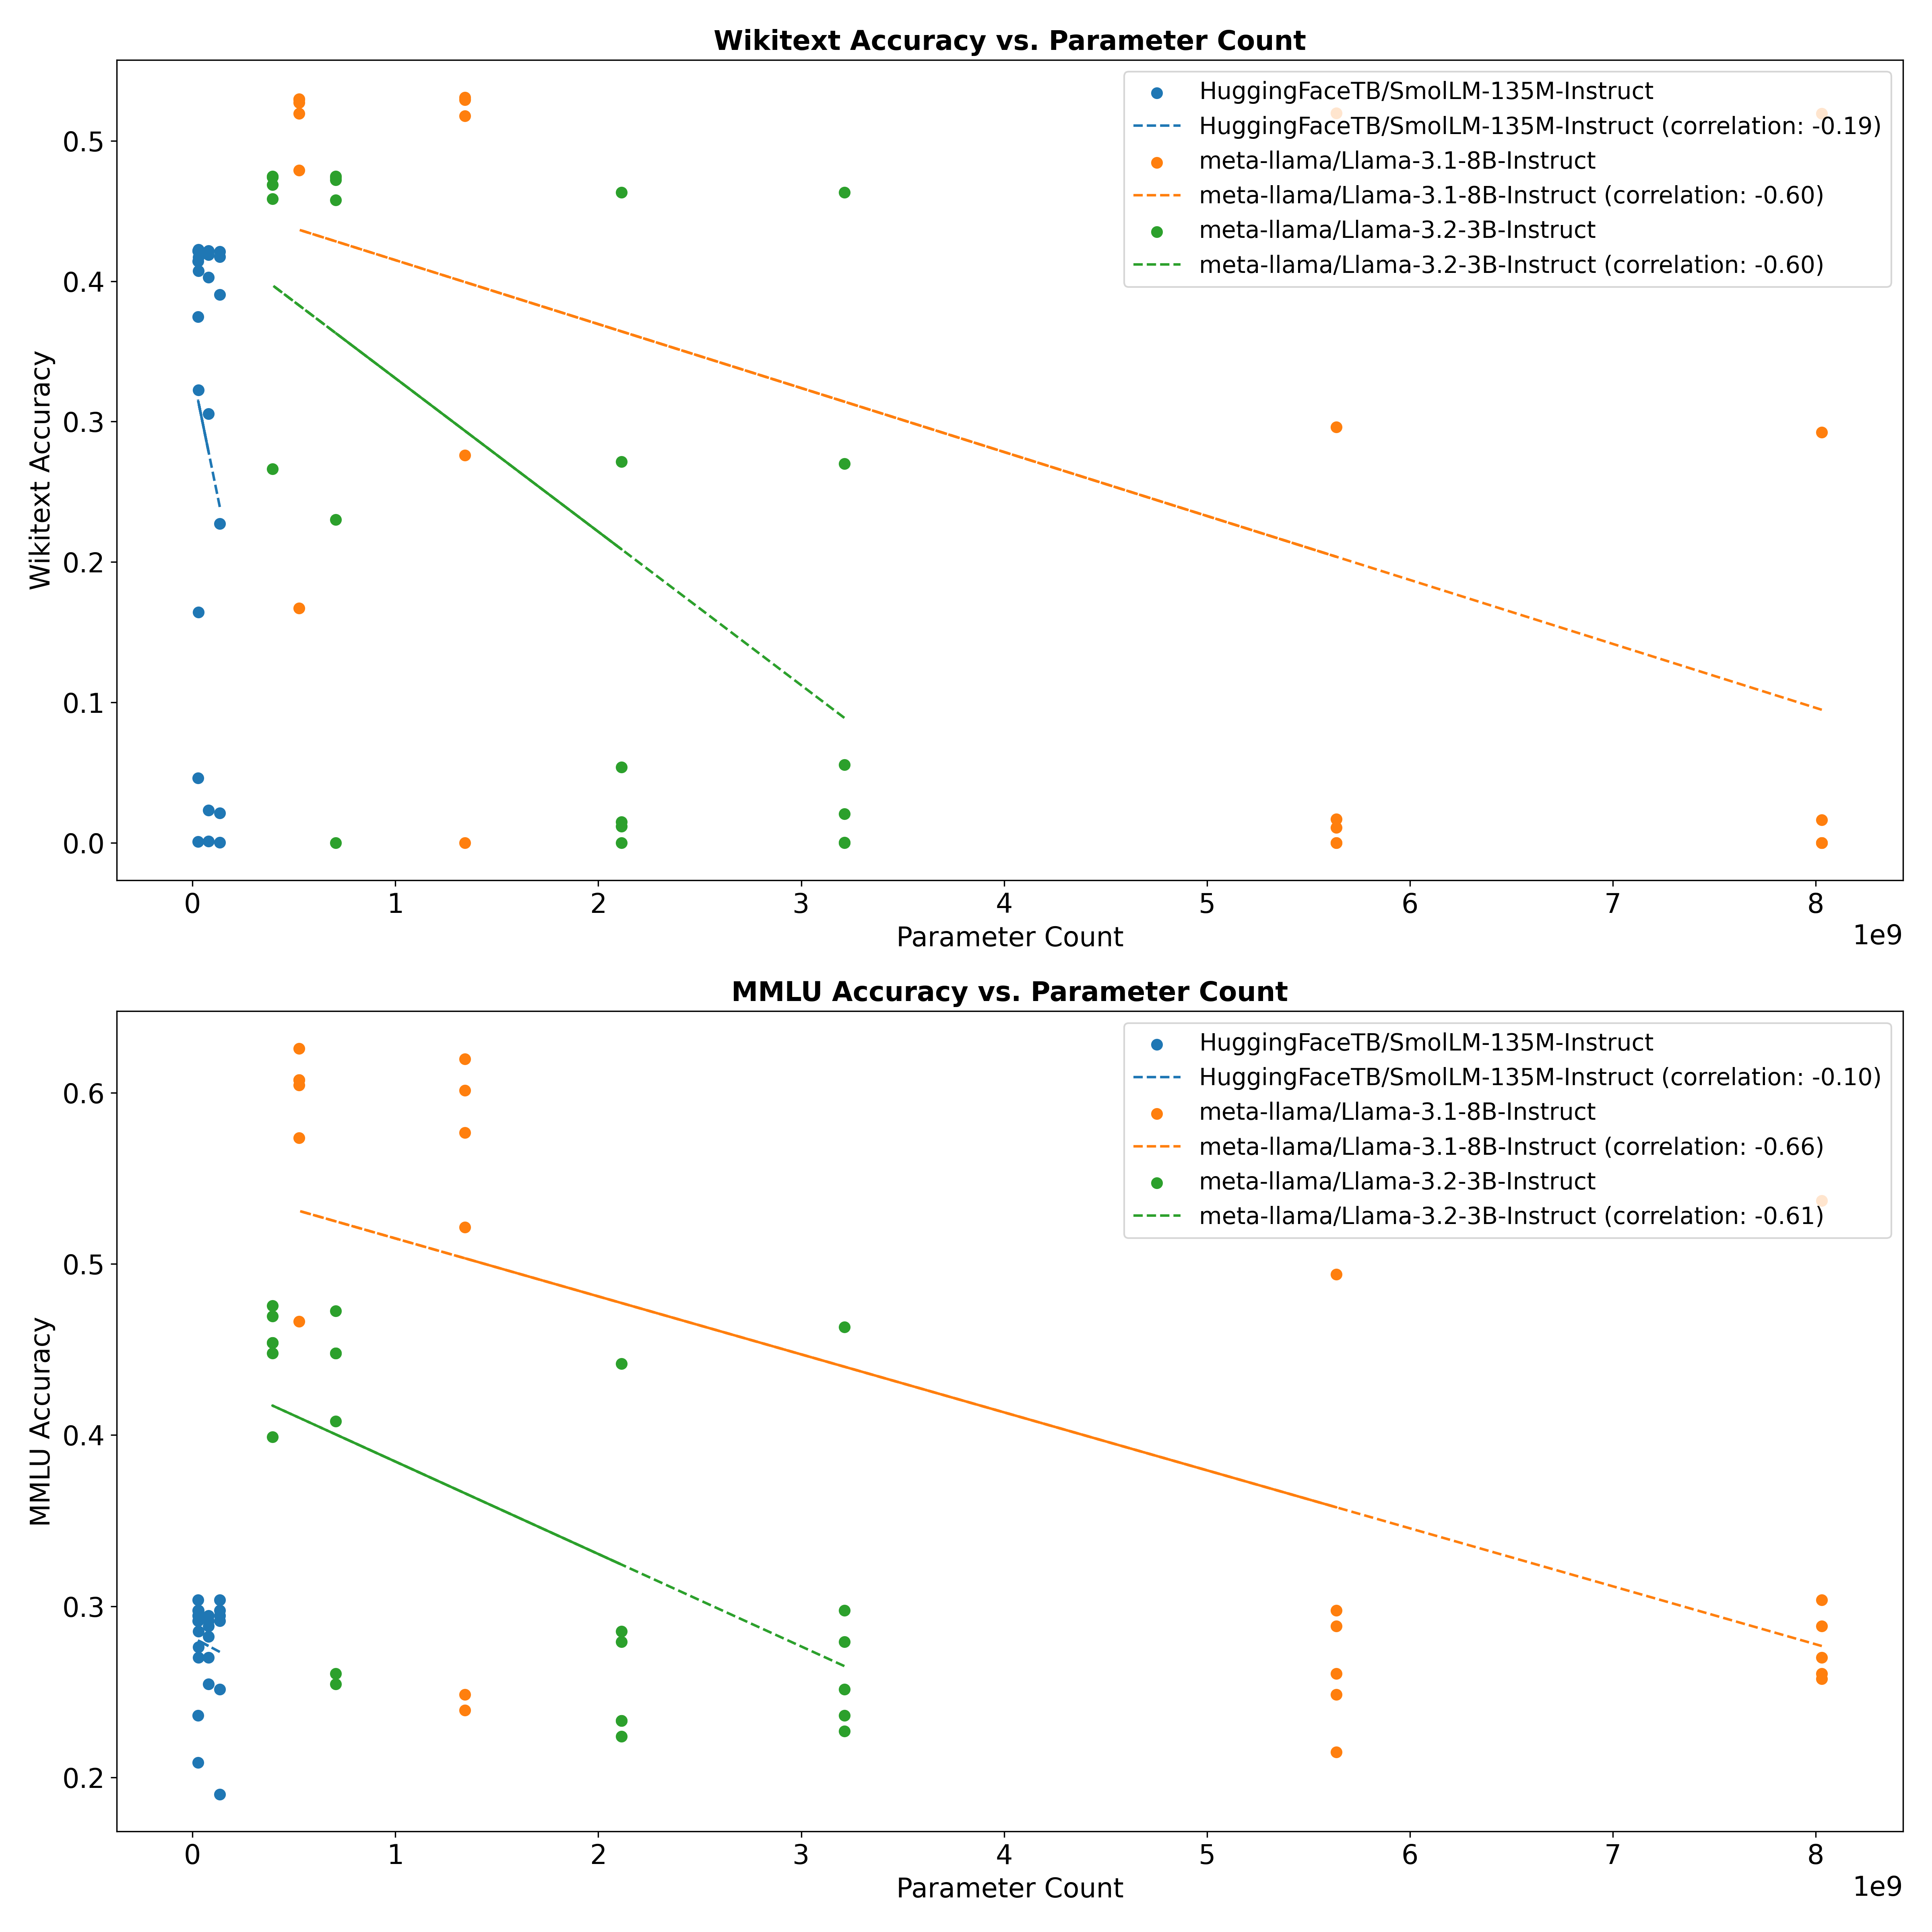 Wikitext Accuracy vs. Parameter Count
HuggingFaceTB/SmolLM-135M-Instruct
HuggingFaceTB/SmolLM-135M-Instruct (correlation: -0.19)
meta-llama/Llama-3.1-8B-Instruct
meta-llama/Llama-3.1-8B-Instruct (correlation: -0.60)
meta-llama/Llama-3.2-3B-Instruct
meta-llama/Llama-3.2-3B-Instruct (correlation: -0.60)
Wikitext Accuracy
0.5
0.4
0.3
0.2
0.1
0.0
0 1 2 3 4 5 6 7 8
Parameter Count
1e9
MMLU Accuracy vs. Parameter Count
HuggingFaceTB/SmolLM-135M-Instruct
HuggingFaceTB/SmolLM-135M-Instruct (correlation: -0.10)
meta-llama/Llama-3.1-8B-Instruct
meta-llama/Llama-3.1-8B-Instruct (correlation: -0.66)
meta-llama/Llama-3.2-3B-Instruct
meta-llama/Llama-3.2-3B-Instruct (correlation: -0.61)
MMLU Accuracy
0.6
0.5
0.4
0.3
0.2
0 1 2 3 4 5 6 7 8
Parameter Count
1e9